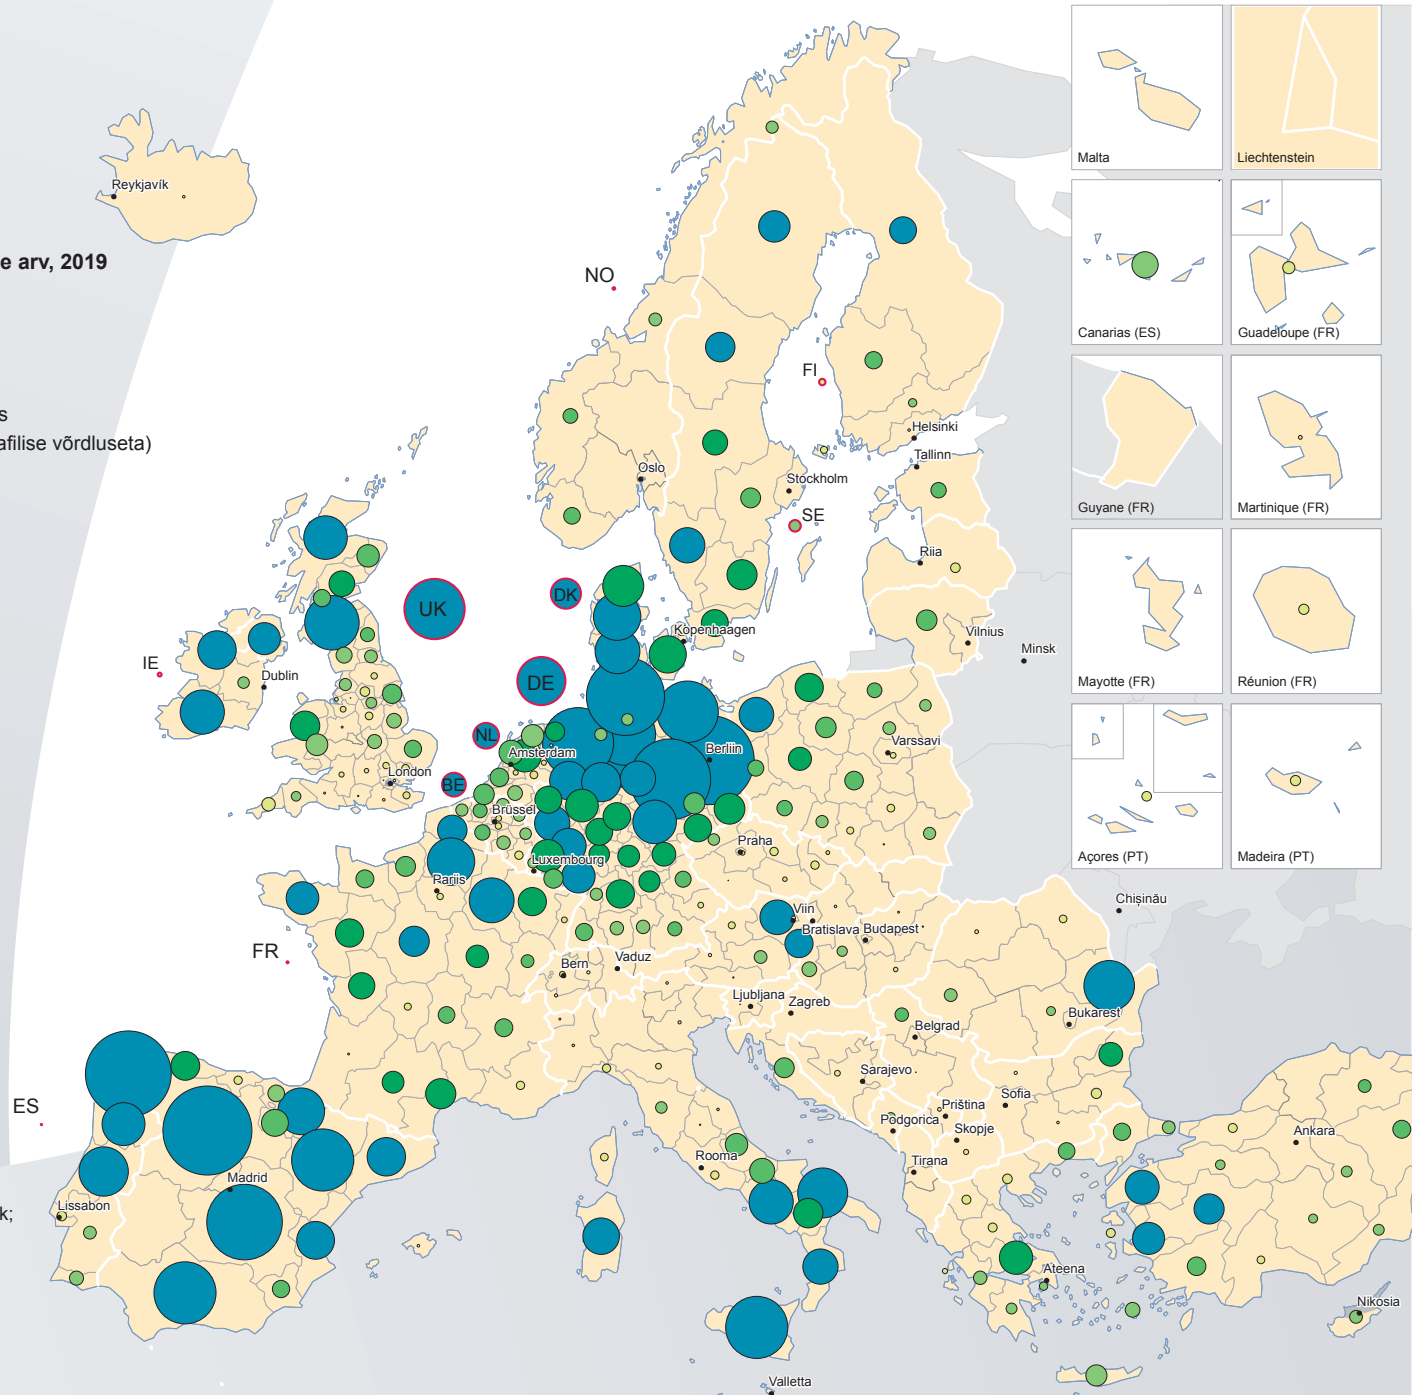 Reykjavík
e arv, 2019
s
afilise võrdluseta)
NO
FI
SE
Oslo
Stockholm
Helsinki
Tallinn
Riia
Vilnius
Minsk
Kopenhaagen
UK
DK
DE
NL
BE
IE
Dublin
London
Amsterdam
Brüssel
Berliin
Varssavi
Luxembourg
Praha
Pariis
FR
Viin
Bratislava
Budapest
Chișinău
Bern
Vaduz
Ljubljana
Zagreb
Belgrad
Bukarest
Sarajevo
Sofia
Priština
Podgorica
Skopje
Tirana
Rooma
Ankara
ES
Madrid
Lissabon
k;
Ateena
Nikosia
Valletta
Malta
Liechtenstein
Canarias (ES)
Guadeloupe (FR)
Guyane (FR)
Martinique (FR)
Mayotte (FR)
Réunion (FR)
Açores (PT)
Madeira (PT)